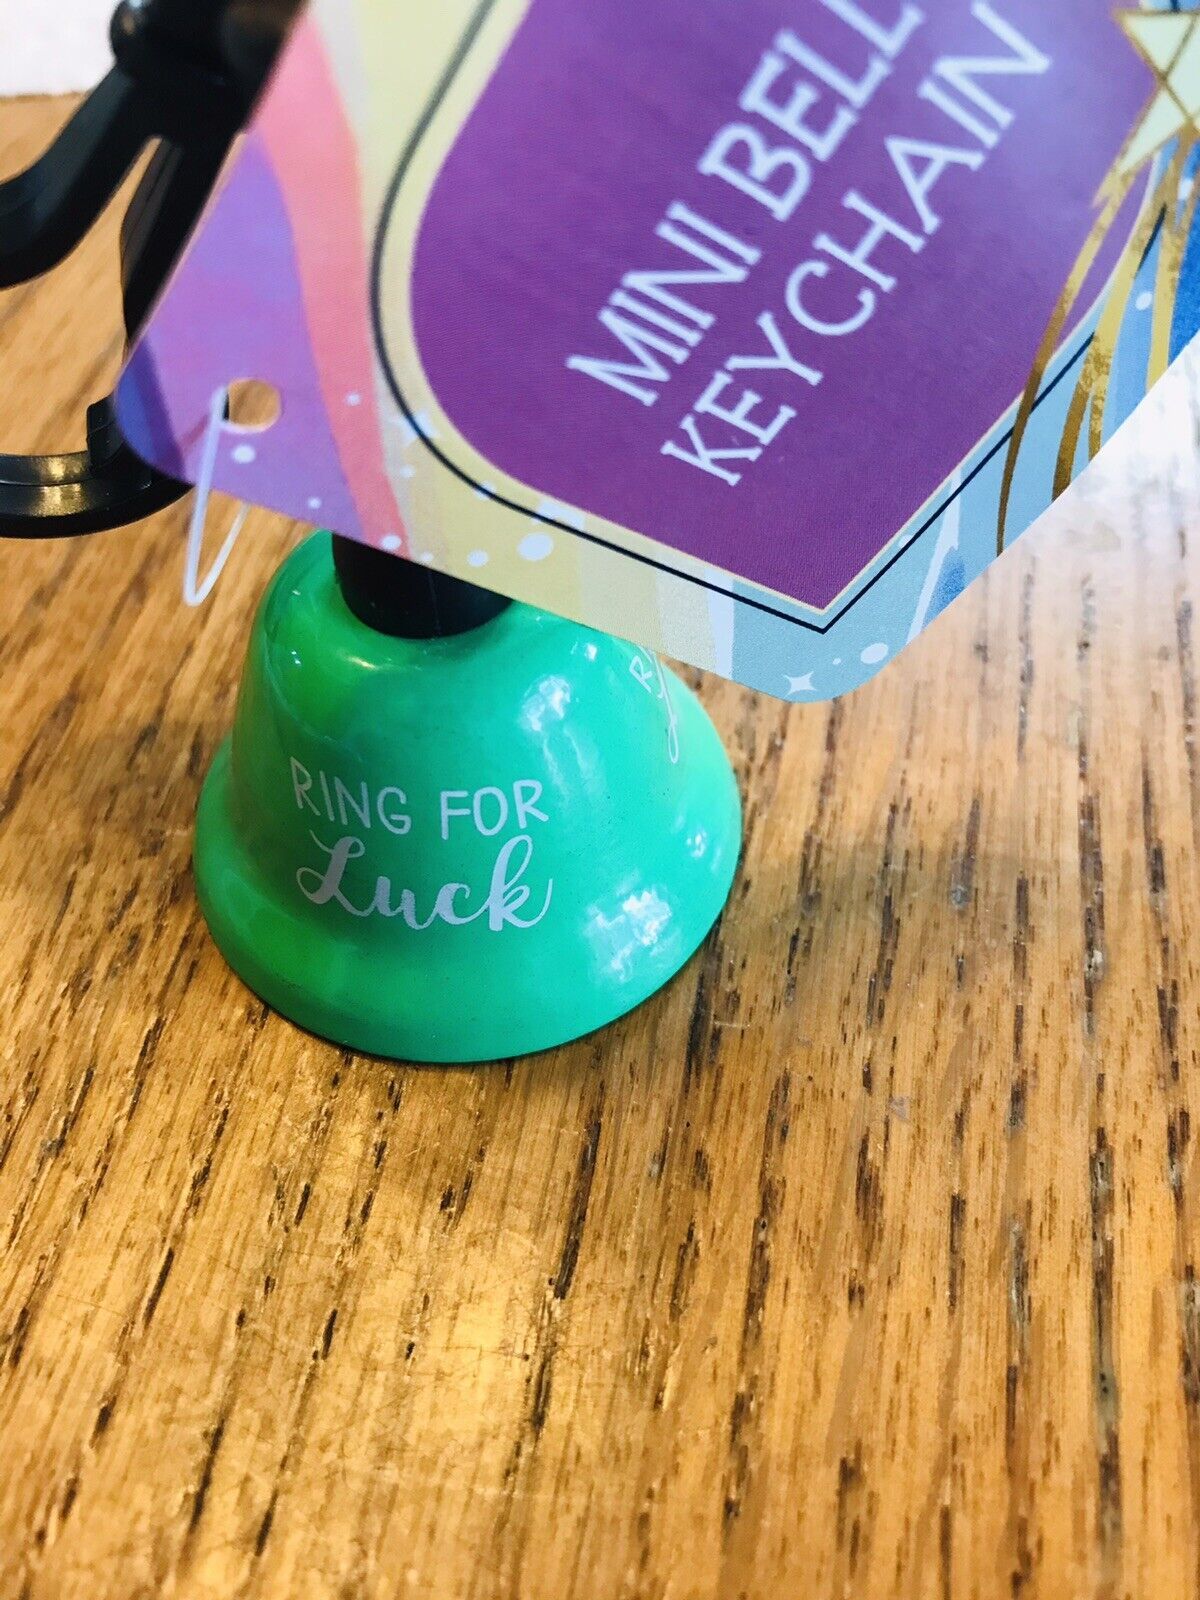 MINI BELL
KEYCHAIN
RING FOR
Luck